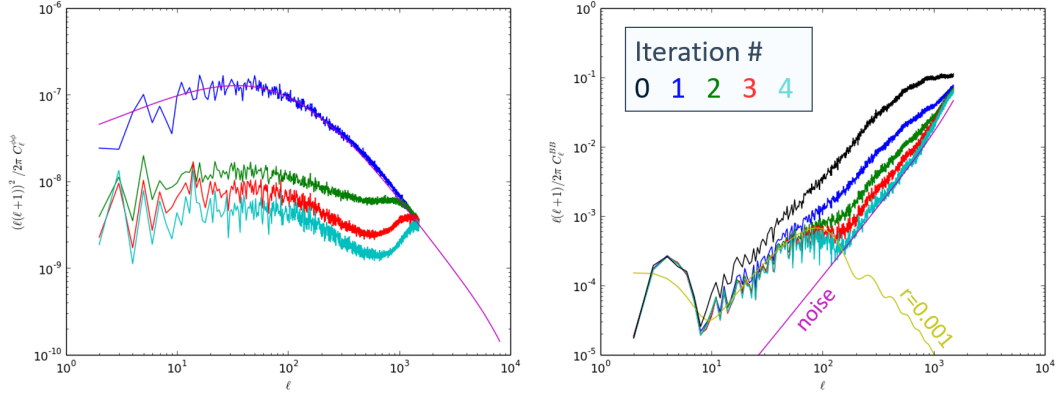 10^-6
10^-7
10^-8
10^-9
10^-10
(ℓ(ℓ+1))^2/2π C_ℓ^φφ
10^0 10^1 10^2 10^3 10^4
ℓ
10^1
10^0
10^-1
10^-2
10^-3
10^-4
10^-5
ℓ(ℓ+1)/2π C_ℓ^BB
Iteration #
0 1 2 3 4
noise
r=0.001
10^0 10^1 10^2 10^3 10^4
ℓ